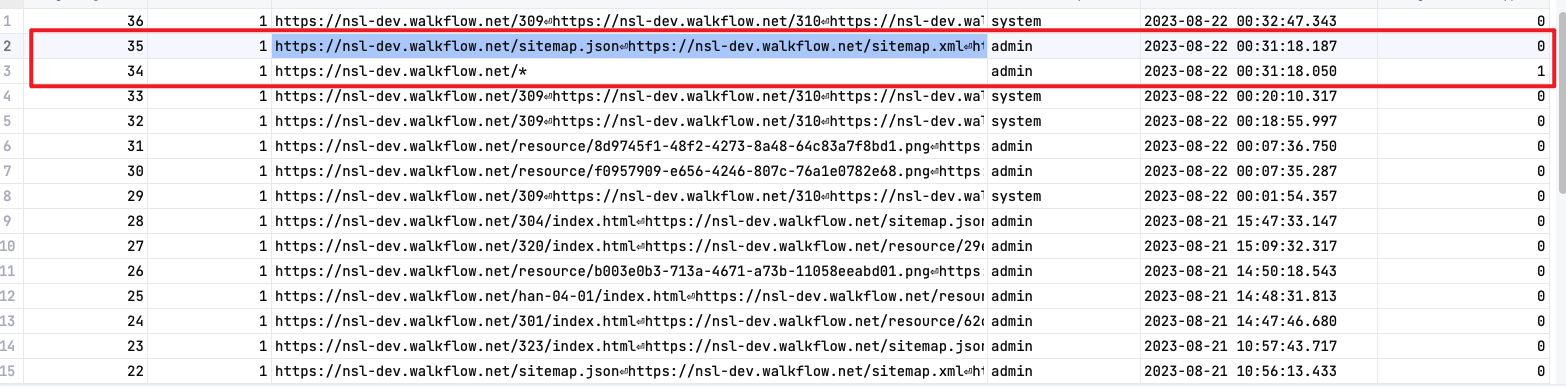 1 36 1 https://nsl-dev.walkflow.net/309⏎https://nsl-dev.walkflow.net/310⏎https://nsl-dev.wal system 2023-08-22 00:32:47.343 0
2 35 1 https://nsl-dev.walkflow.net/sitemap.json⏎https://nsl-dev.walkflow.net/sitemap.xml⏎ht admin 2023-08-22 00:31:18.187 0
3 34 1 https://nsl-dev.walkflow.net/* admin 2023-08-22 00:31:18.050 1
4 33 1 https://nsl-dev.walkflow.net/309⏎https://nsl-dev.walkflow.net/310⏎https://nsl-dev.wal system 2023-08-22 00:20:10.317 0
5 32 1 https://nsl-dev.walkflow.net/309⏎https://nsl-dev.walkflow.net/310⏎https://nsl-dev.wal system 2023-08-22 00:18:55.997 0
6 31 1 https://nsl-dev.walkflow.net/resource/8d9745f1-48f2-4273-8a48-64c83a7f8bd1.png⏎https: admin 2023-08-22 00:07:36.750 0
7 30 1 https://nsl-dev.walkflow.net/resource/f0957909-e656-4246-807c-76a1e0782e68.png⏎https: admin 2023-08-22 00:07:35.287 0
8 29 1 https://nsl-dev.walkflow.net/309⏎https://nsl-dev.walkflow.net/310⏎https://nsl-dev.wal system 2023-08-22 00:01:54.357 0
9 28 1 https://nsl-dev.walkflow.net/304/index.html⏎https://nsl-dev.walkflow.net/sitemap.json admin 2023-08-21 15:47:33.147 0
10 27 1 https://nsl-dev.walkflow.net/320/index.html⏎https://nsl-dev.walkflow.net/resource/29e admin 2023-08-21 15:09:32.317 0
11 26 1 https://nsl-dev.walkflow.net/resource/b003e0b3-713a-4671-a73b-11058eeabd01.png⏎https: admin 2023-08-21 14:50:18.543 0
12 25 1 https://nsl-dev.walkflow.net/han-04-01/index.html⏎https://nsl-dev.walkflow.net/resour admin 2023-08-21 14:48:31.813 0
13 24 1 https://nsl-dev.walkflow.net/301/index.html⏎https://nsl-dev.walkflow.net/resource/62c admin 2023-08-21 14:47:46.680 0
14 23 1 https://nsl-dev.walkflow.net/323/index.html⏎https://nsl-dev.walkflow.net/sitemap.json admin 2023-08-21 10:57:43.717 0
15 22 1 https://nsl-dev.walkflow.net/sitemap.json⏎https://nsl-dev.walkflow.net/sitemap.xml⏎ht admin 2023-08-21 10:56:13.433 0